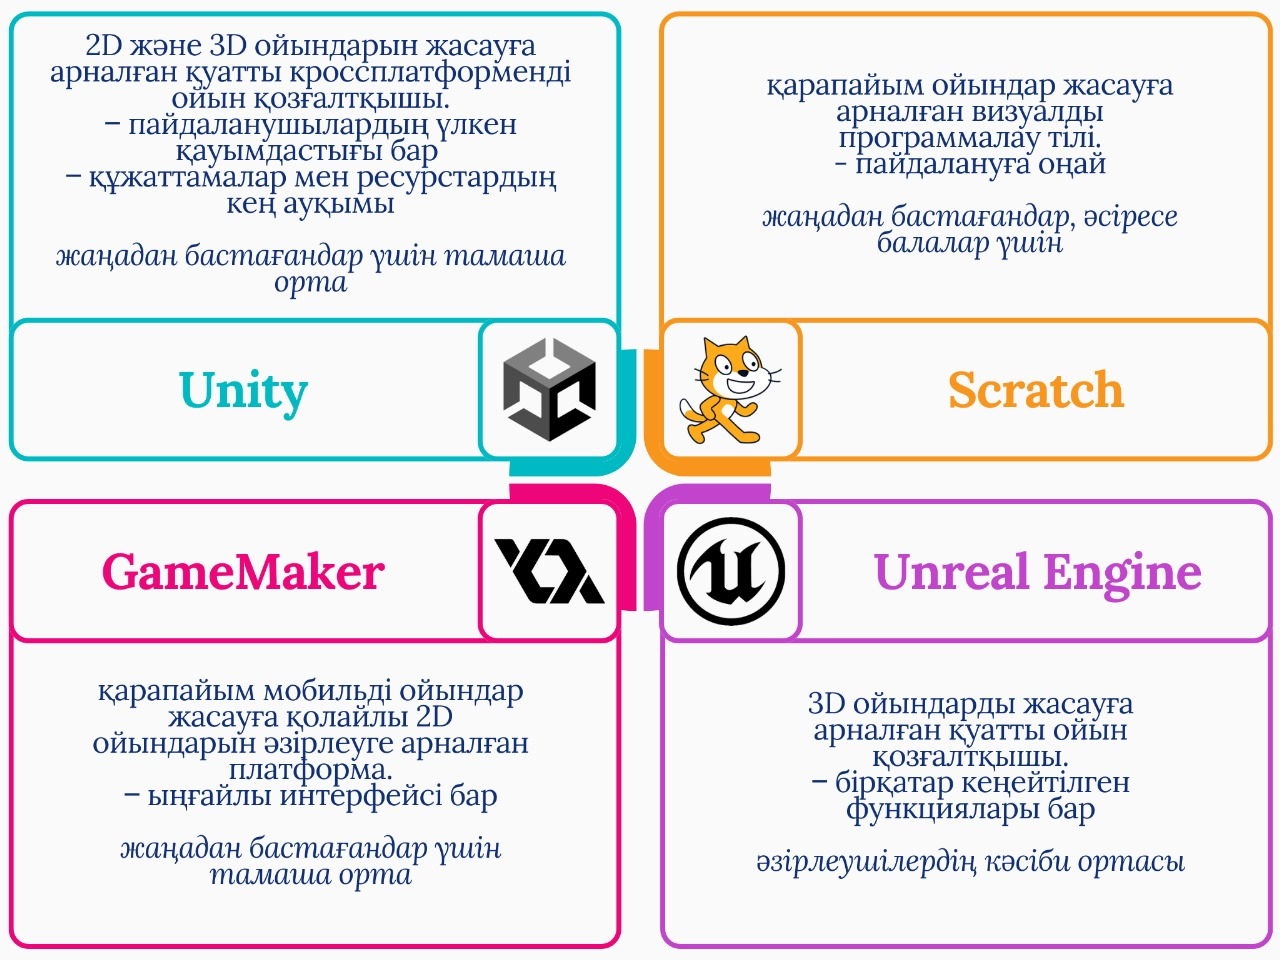 2D және 3D ойындарын жасауға
арналған қуатты кроссплатформенді
ойын қозғалтқышы.
– пайдаланушылардың үлкен
қауымдастығы бар
– құжаттамалар мен ресурстардың
кең ауқымы
жаңадан бастағандар үшін тамаша
орта
Unity
қарапайым ойындар жасауға
арналған визуалды
программалау тілі.
- пайдалануға оңай
жаңадан бастағандар, әсіресе
балалар үшін
Scratch
GameMaker
қарапайым мобильді ойындар
жасауға қолайлы 2D
ойындарын әзірлеуге арналған
платформа.
– ыңғайлы интерфейсі бар
жаңадан бастағандар үшін
тамаша орта
Unreal Engine
3D ойындарды жасауға
арналған қуатты ойын
қозғалтқышы.
– бірқатар кеңейтілген
функциялары бар
әзірлеушілердің кәсіби ортасы